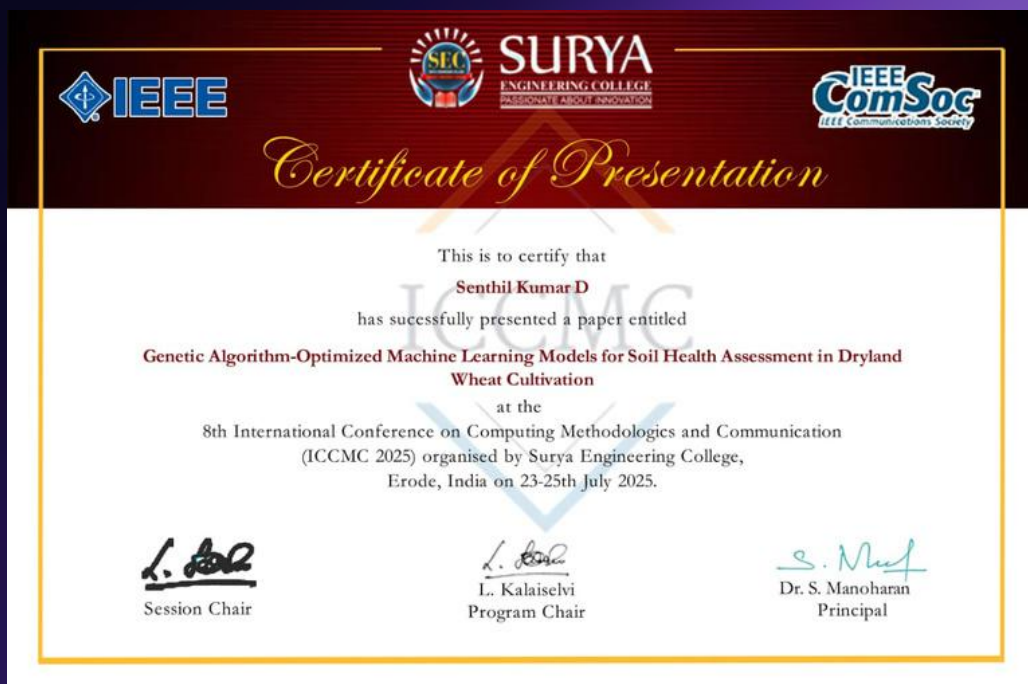 IEEE
SEC
SURYA
ENGINEERING COLLEGE
PASSIONATE ABOUT INNOVATION
IEEE
ComSoc
IEEE Communications Society
Certificate of Presentation
This is to certify that
Senthil Kumar D
ICCMC
has sucessfully presented a paper entitled
Genetic Algorithm-Optimized Machine Learning Models for Soil Health Assessment in Dryland
Wheat Cultivation
at the
8th International Conference on Computing Methodologies and Communication
(ICCMC 2025) organised by Surya Engineering College,
Erode, India on 23-25th July 2025.
Session Chair
L. Kalaiselvi
Program Chair
Dr. S. Manoharan
Principal